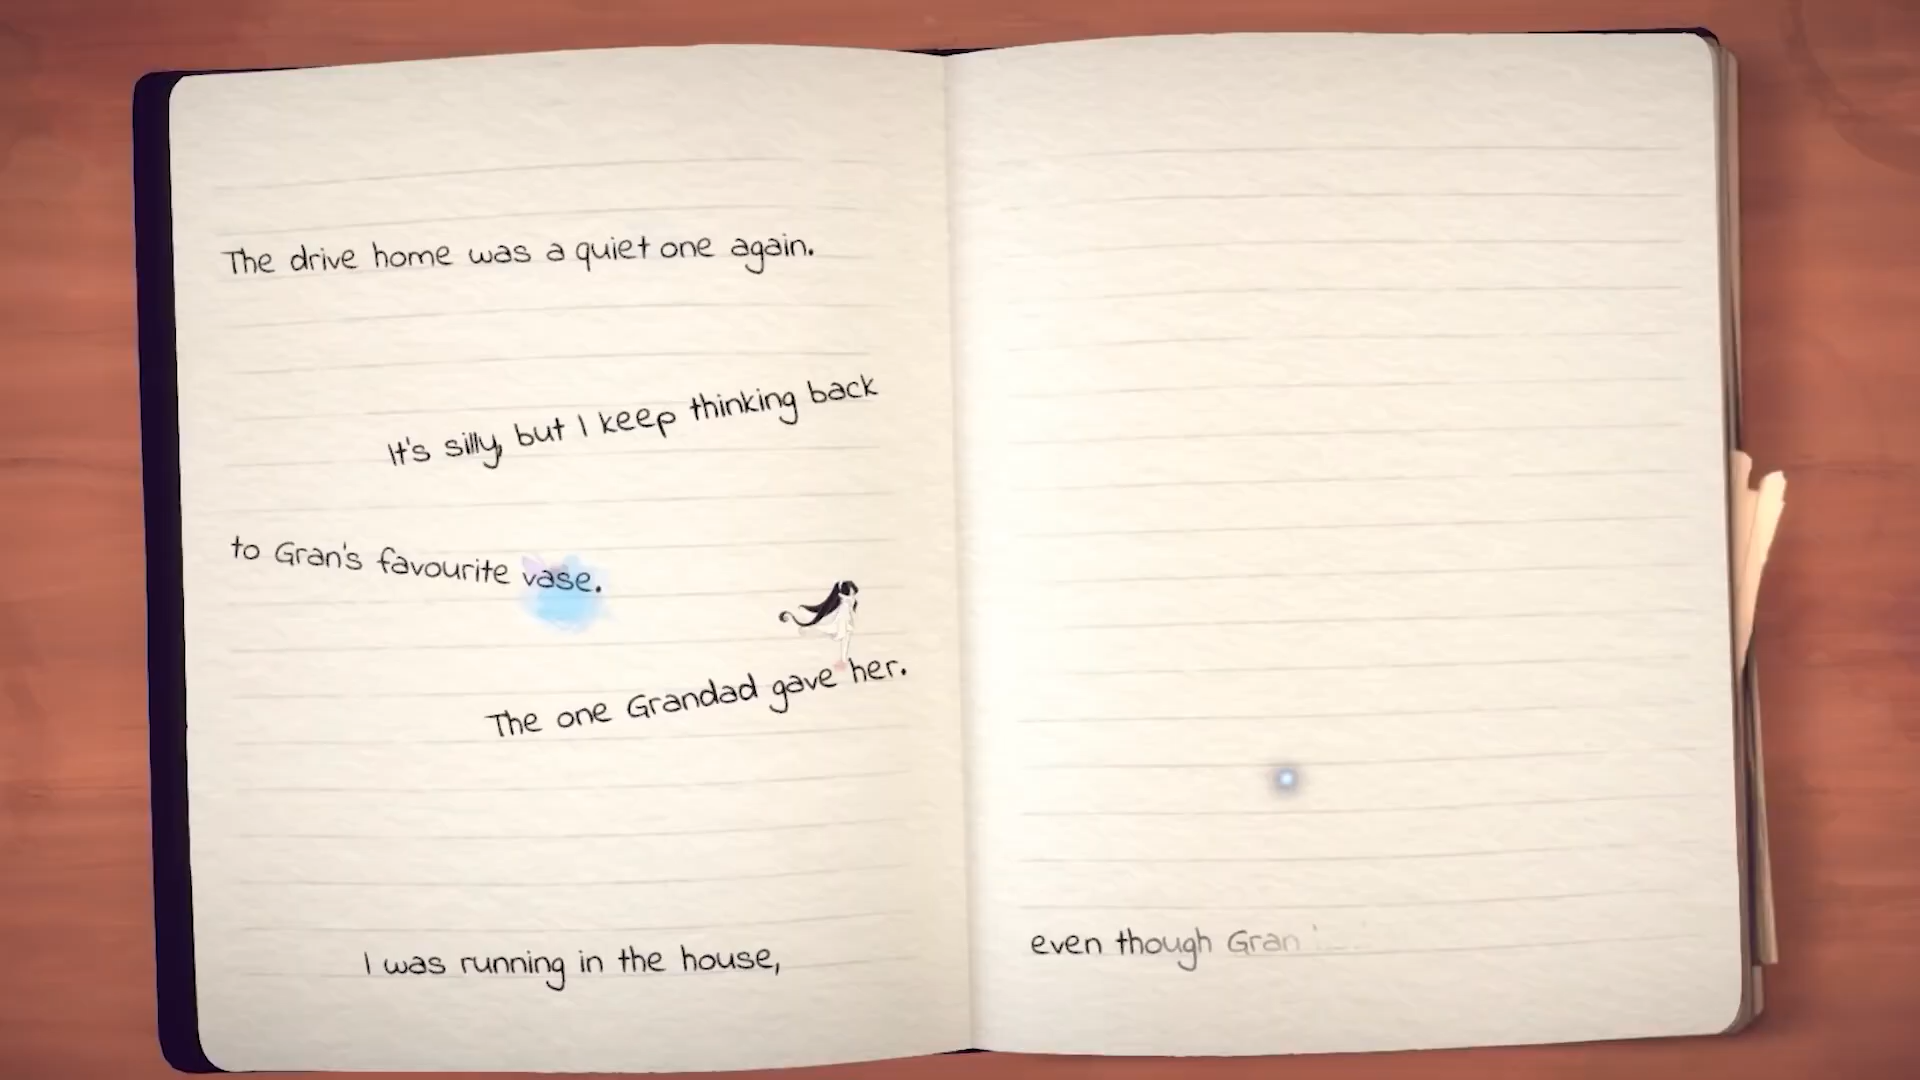 The drive home was a quiet one again.
It's silly, but I keep thinking back
to Gran's favourite vase.
The one Grandad gave her.
I was running in the house,
even though Gran